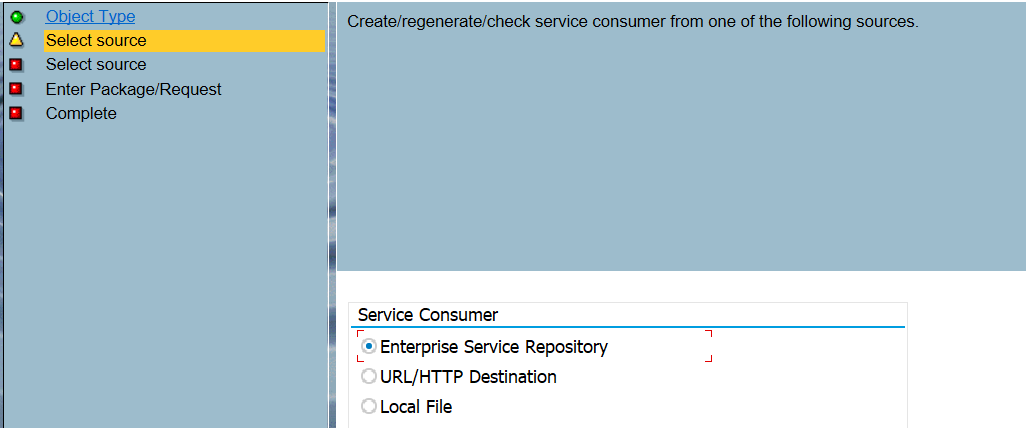 Object Type
Select source
Select source
Enter Package/Request
Complete
Create/regenerate/check service consumer from one of the following sources.
Service Consumer
Enterprise Service Repository
URL/HTTP Destination
Local File